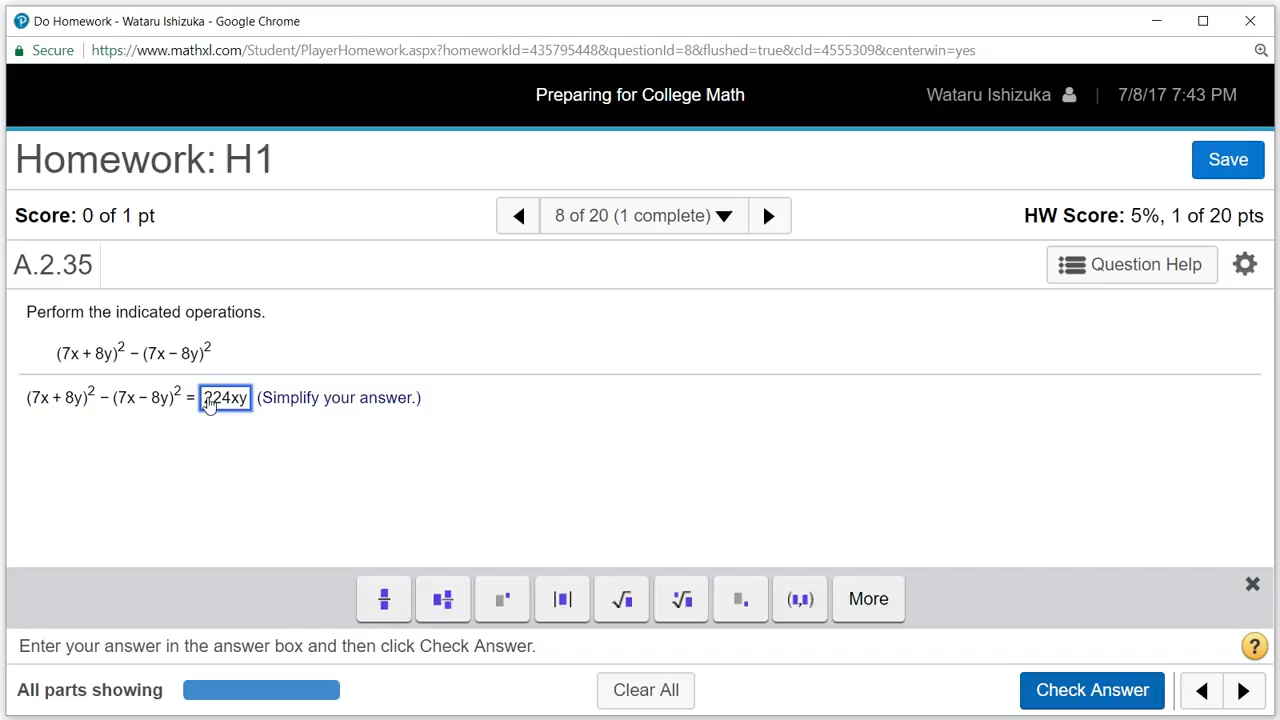 Do Homework - Wataru Ishizuka - Google Chrome
Secure | https://www.mathxl.com/Student/PlayerHomework.aspx?homeworkId=435795448&questionId=8&flushed=true&cId=4555309&centerwin=yes
Preparing for College Math
Wataru Ishizuka | 7/8/17 7:43 PM
Homework: H1
Save
Score: 0 of 1 pt
8 of 20 (1 complete)
HW Score: 5%, 1 of 20 pts
A.2.35
Question Help
Perform the indicated operations.
(7x + 8y)² − (7x − 8y)²
(7x + 8y)² − (7x − 8y)² = 224xy (Simplify your answer.)
More
Enter your answer in the answer box and then click Check Answer.
?
All parts showing
Clear All
Check Answer